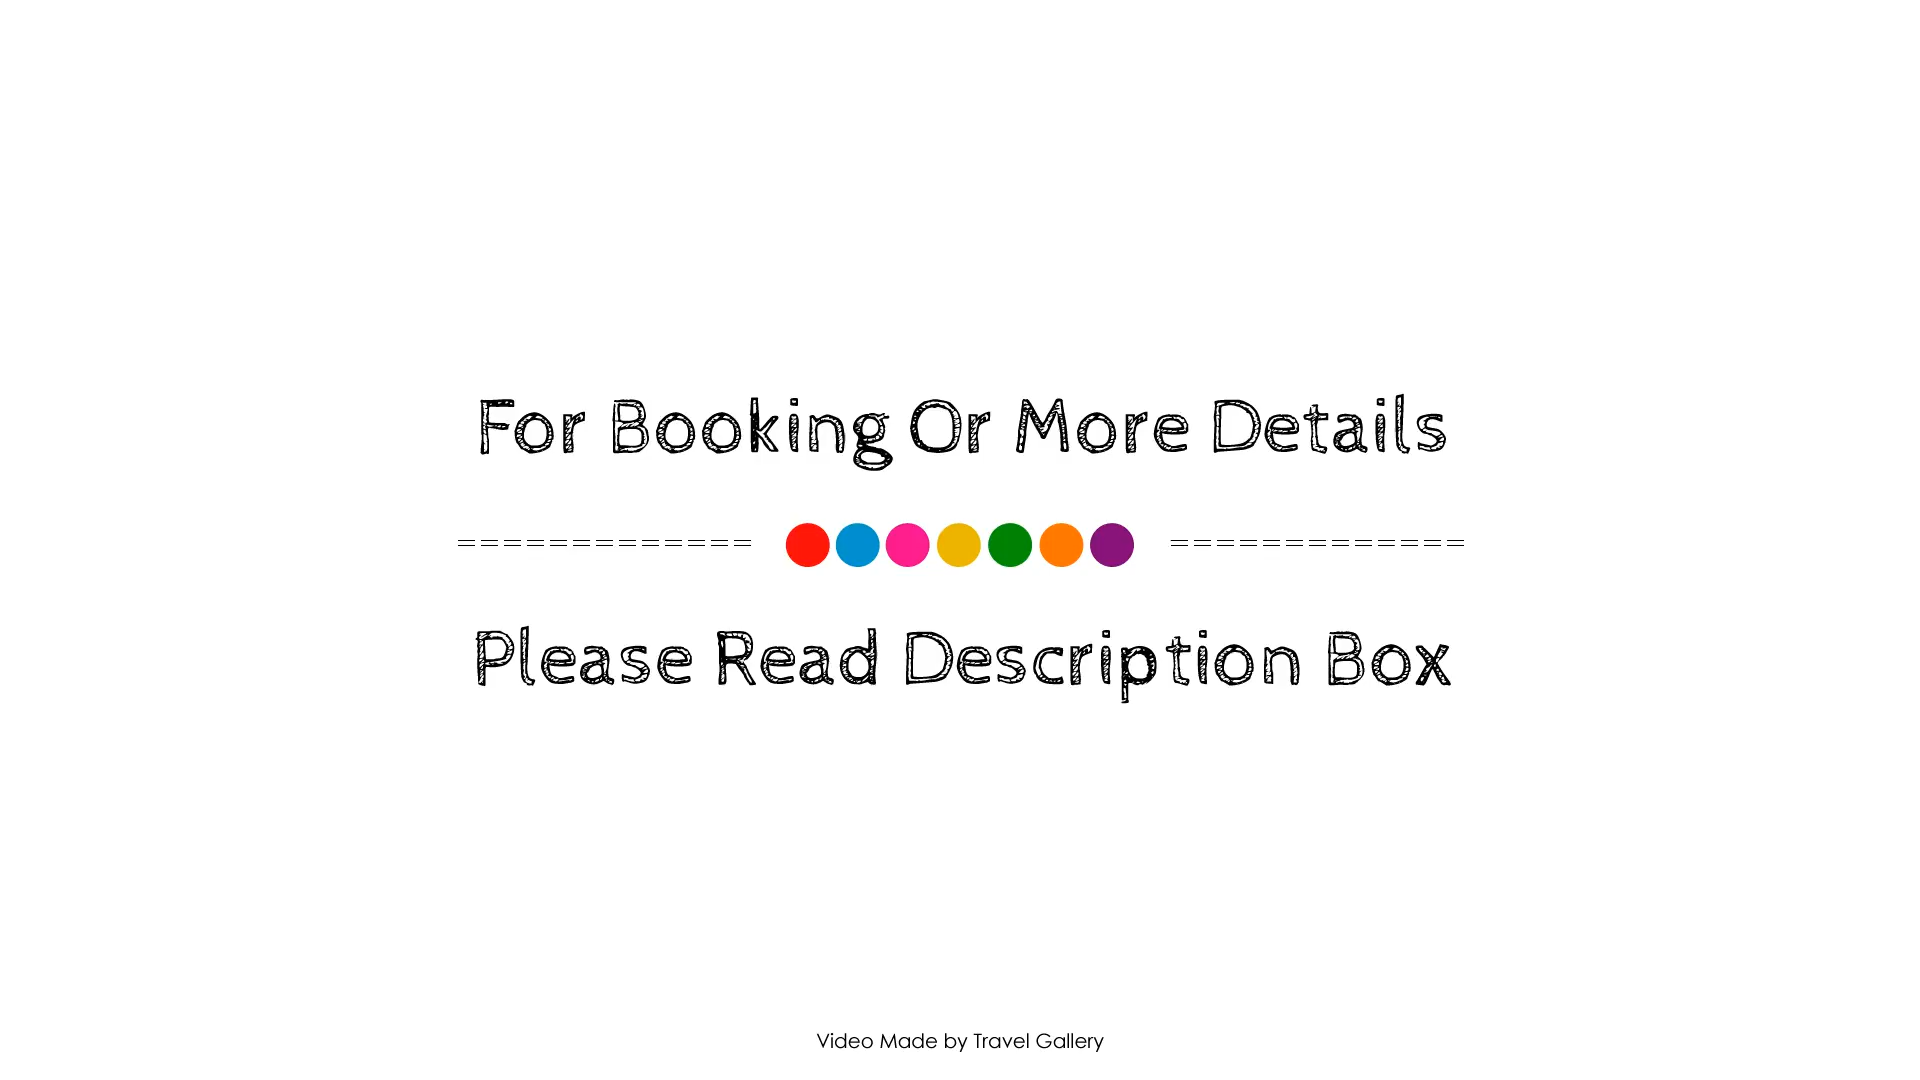 For Booking Or More Details
============= =============
Please Read Description Box
Video Made by Travel Gallery